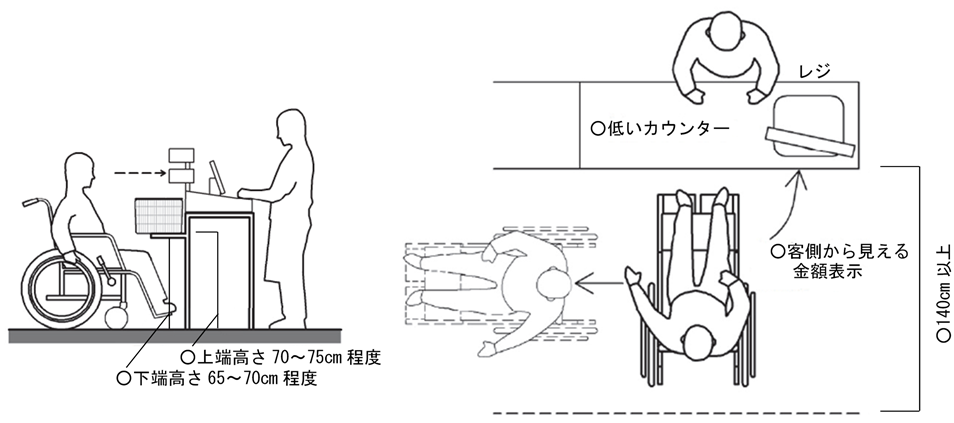 ○上端高さ 70～75cm 程度
○下端高さ 65～70cm 程度
レジ
○低いカウンター
○客側から見える
金額表示
○140cm 以上